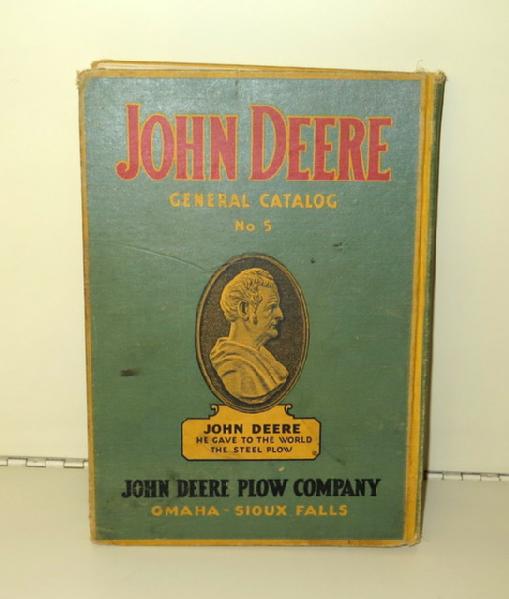 JOHN DEERE
GENERAL CATALOG
No 5
JOHN DEERE
HE GAVE TO THE WORLD
THE STEEL PLOW
JOHN DEERE PLOW COMPANY
OMAHA - SIOUX FALLS